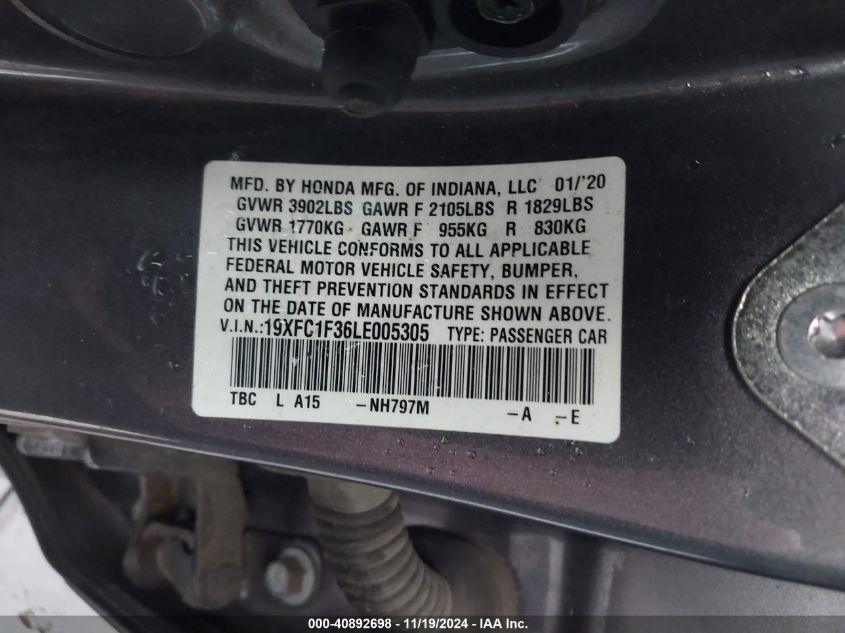 MFD. BY HONDA MFG. OF INDIANA, LLC 01/'20
GVWR 3902LBS GAWR F 2105LBS R 1829LBS
GVWR 1770KG GAWR F 955KG R 830KG
THIS VEHICLE CONFORMS TO ALL APPLICABLE
FEDERAL MOTOR VEHICLE SAFETY, BUMPER,
AND THEFT PREVENTION STANDARDS IN EFFECT
ON THE DATE OF MANUFACTURE SHOWN ABOVE.
V.I.N.:19XFC1F36LE005305 TYPE: PASSENGER CAR
TBC L A15 -NH797M -A -E
000-40892698 - 11/19/2024 - IAA Inc.